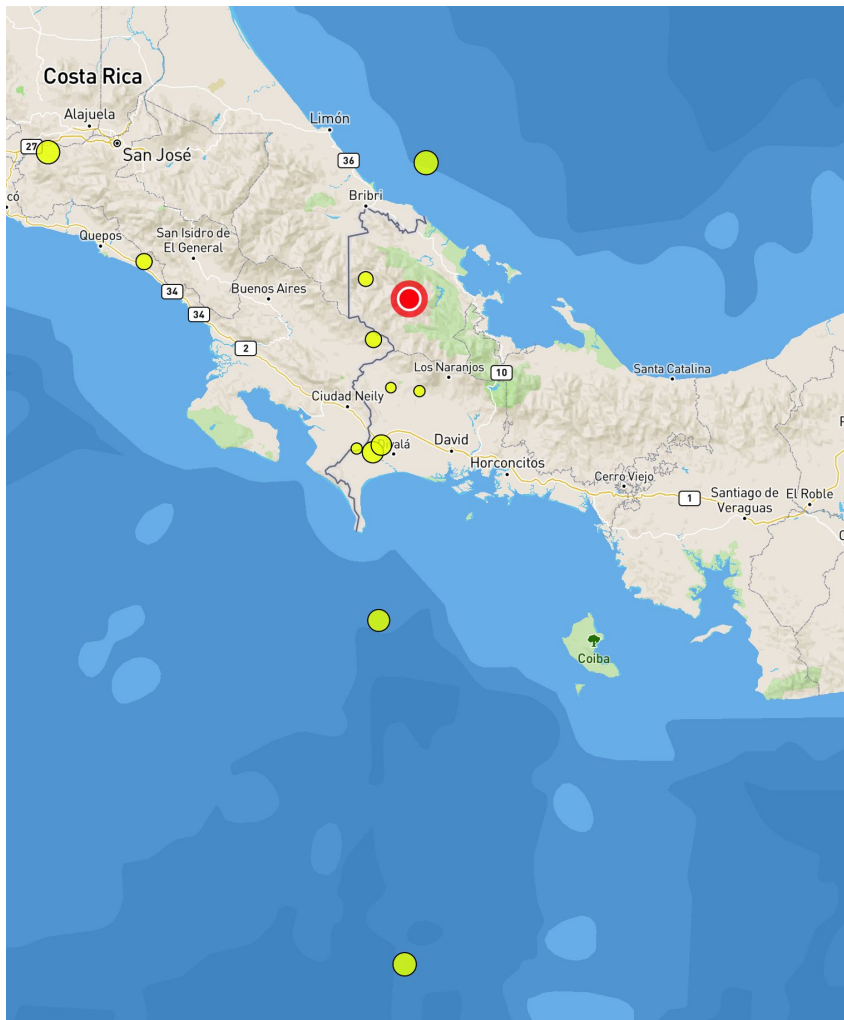 Costa Rica
Alajuela
Limón
27
San José
36
có
Bribri
Quepos
San Isidro de
El General
34
Buenos Aires
34
2
Los Naranjos
10
Santa Catalina
Ciudad Neily
David
Horconcitos
Cerro Viejo
1
Santiago de
Veraguas
El Roble
Coiba